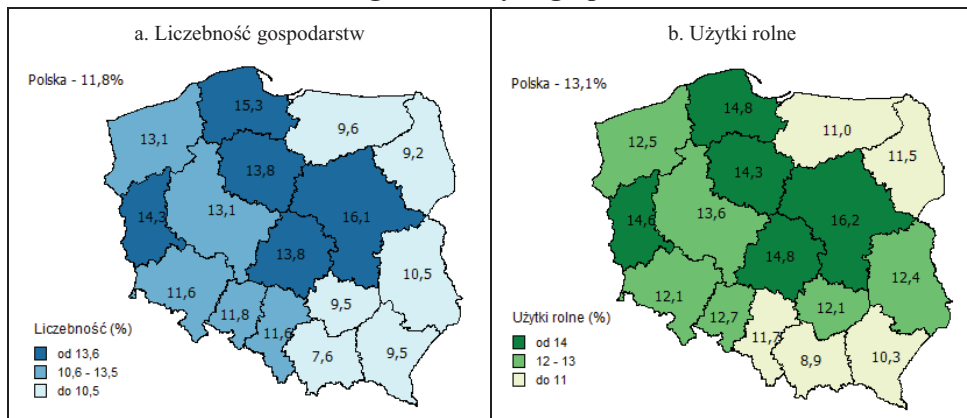 a. Liczebność gospodarstw
Polska - 11,8%
15,3
9,6
13,1
9,2
13,8
14,3
13,1
16,1
13,8
10,5
11,6
11,8
9,5
11,6
7,6
9,5
Liczebność (%)
od 13,6
10,6 - 13,5
do 10,5
b. Użytki rolne
Polska - 13,1%
14,8
11,0
12,5
11,5
14,3
14,6
13,6
16,2
14,8
12,4
12,1
12,7
12,1
11,7
8,9
10,3
Użytki rolne (%)
od 14
12 - 13
do 11